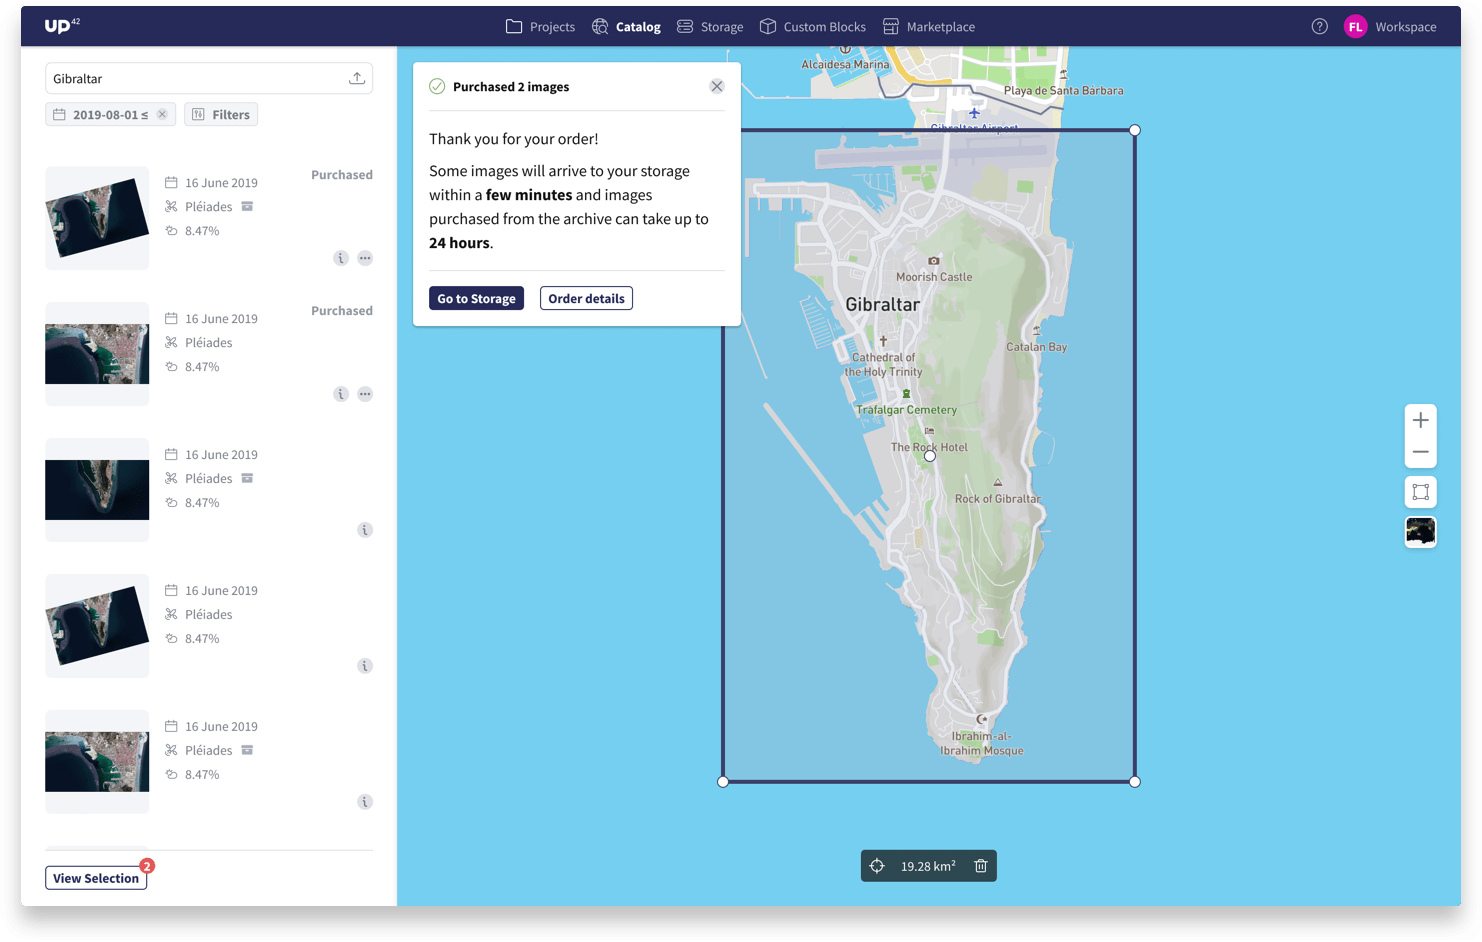 UP42
Projects
Catalog
Storage
Custom Blocks
Marketplace
FL
Workspace
Gibraltar
2019-08-01 ≤
Filters
16 June 2019
Purchased
Pléiades
8.47%
16 June 2019
Purchased
Pléiades
8.47%
16 June 2019
Pléiades
8.47%
16 June 2019
Pléiades
8.47%
16 June 2019
Pléiades
8.47%
View Selection
2
Purchased 2 images
Thank you for your order!
Some images will arrive to your storage
within a few minutes and images
purchased from the archive can take up to
24 hours.
Go to Storage
Order details
Alcaidesa Marina
Playa de Santa Bárbara
Gibraltar Airport
Moorish Castle
Gibraltar
Catalan Bay
Cathedral of
the Holy Trinity
Trafalgar Cemetery
The Rock Hotel
Rock of Gibraltar
Ibrahim-al-
Ibrahim Mosque
19.28 km²